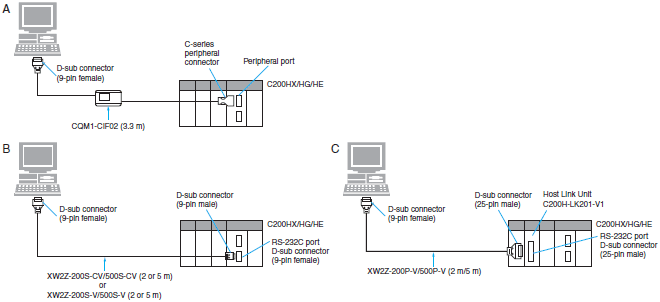 A
D-sub connector
(9-pin female)
C-series
peripheral
connector
Peripheral port
C200HX/HG/HE
CQM1-CIF02 (3.3 m)
B
D-sub connector
(9-pin female)
D-sub connector
(9-pin male)
C200HX/HG/HE
RS-232C port
D-sub connector
(9-pin female)
XW2Z-200S-CV/500S-CV (2 or 5 m)
or
XW2Z-200S-V/500S-V (2 or 5 m)
C
D-sub connector
(9-pin female)
D-sub connector
(25-pin male)
Host Link Unit
C200H-LK201-V1
C200HX/HG/HE
RS-232C port
D-sub connector
(25-pin male)
XW2Z-200P-V/500P-V (2 m/5 m)